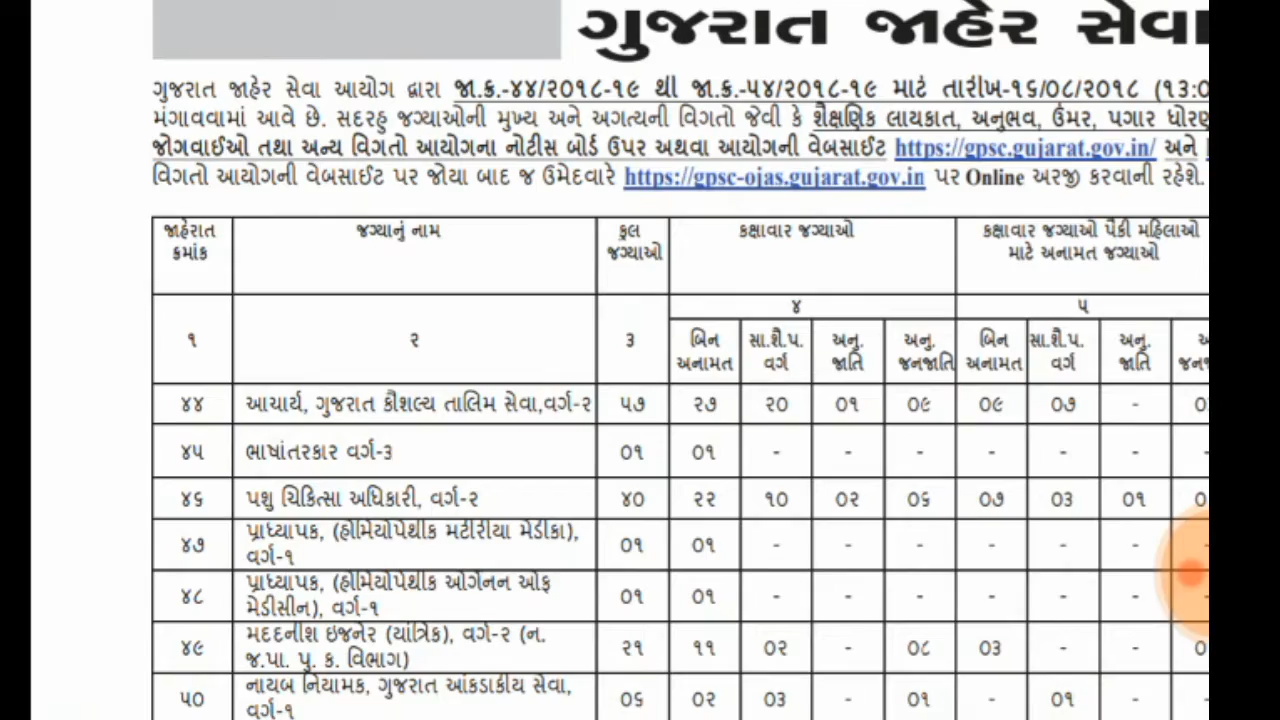 ગુજરાત જાહેર સેવા
ગુજરાત જાહેર સેવા આયોગ દ્વારા જા.ક્ર.-૪૪/૨૦૧૮-૧૯ થી જા.ક્ર.-૫૪/૨૦૧૮-૧૯ માટે તારીખ-૧૬/૦૮/૨૦૧૮ (૧૩:૦
મંગાવવામાં આવે છે. સદરહુ જગ્યાઓની મુખ્ય અને અગત્યની વિગતો જેવી કે શૈક્ષણિક લાયકાત, અનુભવ, ઉંમર, પગાર ધોરણ
જોગવાઈઓ તથા અન્ય વિગતો આયોગના નોટીસ બોર્ડ ઉપર અથવા આયોગની વેબસાઈટ https://gpsc.gujarat.gov.in/ અને
વિગતો આયોગની વેબસાઈટ પર જોયા બાદ જ ઉમેદવારે https://gpsc-ojas.gujarat.gov.in પર Online અરજી કરવાની રહેશે.
જાહેરાત ક્રમાંક જગ્યાનું નામ કુલ જગ્યાઓ કક્ષાવાર જગ્યાઓ કક્ષાવાર જગ્યાઓ પૈકી મહિલાઓ માટે અનામત જગ્યાઓ
૧ ૨ ૩ ૪ ૫
બિન અનામત સા.શૈ.પ. વર્ગ અનુ. જાતિ અનુ. જનજાતિ બિન અનામત સા.શૈ.પ. વર્ગ અનુ. જાતિ
૪૪ આચાર્ય, ગુજરાત કૌશલ્ય તાલિમ સેવા,વર્ગ-૨ ૫૭ ૨૭ ૨૦ ૦૧ ૦૯ ૦૯ ૦૭ -
૪૫ ભાષાંતરકાર વર્ગ-૩ ૦૧ ૦૧ - - - - - - -
૪૬ પશુ ચિકિત્સા અધિકારી, વર્ગ-૨ ૪૦ ૨૨ ૧૦ ૦૨ ૦૬ ૦૭ ૦૩ ૦૧
૪૭ પ્રાધ્યાપક, (હોમિયોપેથીક મટીરીયા મેડીકા), વર્ગ-૧ ૦૧ ૦૧ - - - - - - -
૪૮ પ્રાધ્યાપક, (હોમિયોપેથીક ઓર્ગેનન ઓફ મેડીસીન), વર્ગ-૧ ૦૧ ૦૧ - - - - - - -
૪૯ મદદનીશ ઇજનેર (યાંત્રિક), વર્ગ-૨ (ન. જ.પા. પુ. ક. વિભાગ) ૨૧ ૧૧ ૦૨ - ૦૮ ૦૩ - -
૫૦ નાયબ નિયામક, ગુજરાત આંકડાકીય સેવા, વર્ગ-૧ ૦૬ ૦૨ ૦૩ - ૦૧ - ૦૧ - -